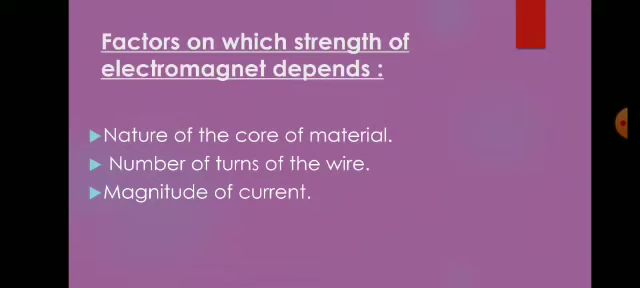 Factors on which strength of
electromagnet depends :
Nature of the core of material.
Number of turns of the wire.
Magnitude of current.